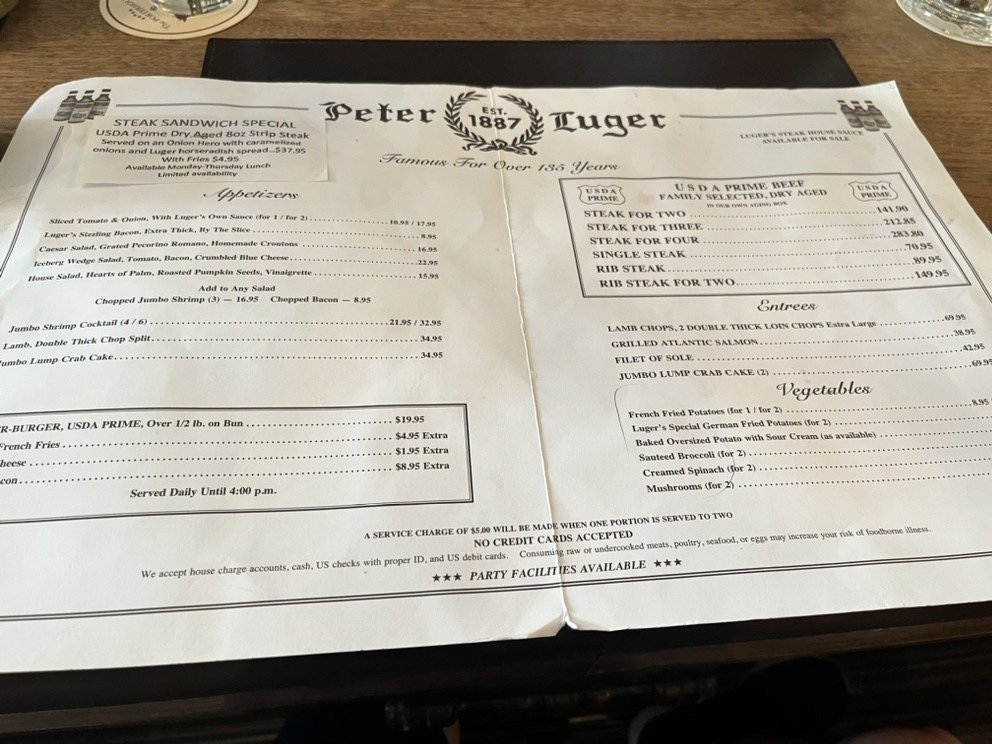 Peter
EST.
1887
Luger
Famous For Over 135 Years
STEAK SANDWICH SPECIAL
USDA Prime Dry Aged 8oz Strip Steak
Served on an Onion Hero with caramelized
onions and Luger horseradish spread...$37.95
With Fries $4.95
Available Monday-Thursday Lunch
Limited availability
LUGER'S STEAK HOUSE SAUCE
AVAILABLE FOR SALE
Appetizers
Sliced Tomato & Onion, With Luger's Own Sauce (for 1 / for 2) 10.95 / 17.95
Luger's Sizzling Bacon, Extra Thick, By The Slice 8.95
Caesar Salad, Grated Pecorino Romano, Homemade Croutons 16.95
Iceberg Wedge Salad, Tomato, Bacon, Crumbled Blue Cheese 22.95
House Salad, Hearts of Palm, Roasted Pumpkin Seeds, Vinaigrette 15.95
Add to Any Salad
Chopped Jumbo Shrimp (3) — 16.95 Chopped Bacon — 8.95
Jumbo Shrimp Cocktail (4 / 6) 21.95 / 32.95
Lamb, Double Thick Chop Split 34.95
Jumbo Lump Crab Cake 34.95
R-BURGER, USDA PRIME, Over 1/2 lb. on Bun $19.95
French Fries $4.95 Extra
heese $1.95 Extra
con $8.95 Extra
Served Daily Until 4:00 p.m.
USDA
PRIME
USDA PRIME BEEF
FAMILY SELECTED, DRY AGED
IN OUR OWN AGING BOX
USDA
PRIME
STEAK FOR TWO 141.90
STEAK FOR THREE 212.85
STEAK FOR FOUR 283.80
SINGLE STEAK 70.95
RIB STEAK 89.95
RIB STEAK FOR TWO 149.95
Entrees
LAMB CHOPS, 2 DOUBLE THICK LOIN CHOPS Extra Large 69.95
GRILLED ATLANTIC SALMON 38.95
FILET OF SOLE 42.95
JUMBO LUMP CRAB CAKE (2) 69.95
Vegetables
French Fried Potatoes (for 1 / for 2) 8.95 /
Luger's Special German Fried Potatoes (for 2)
Baked Oversized Potato with Sour Cream (as available)
Sauteed Broccoli (for 2)
Creamed Spinach (for 2)
Mushrooms (for 2)
A SERVICE CHARGE OF $5.00 WILL BE MADE WHEN ONE PORTION IS SERVED TO TWO
NO CREDIT CARDS ACCEPTED
We accept house charge accounts, cash, US checks with proper ID, and US debit cards. Consuming raw or undercooked meats, poultry, seafood, or eggs may increase your risk of foodborne illness.
★★★ PARTY FACILITIES AVAILABLE ★★★